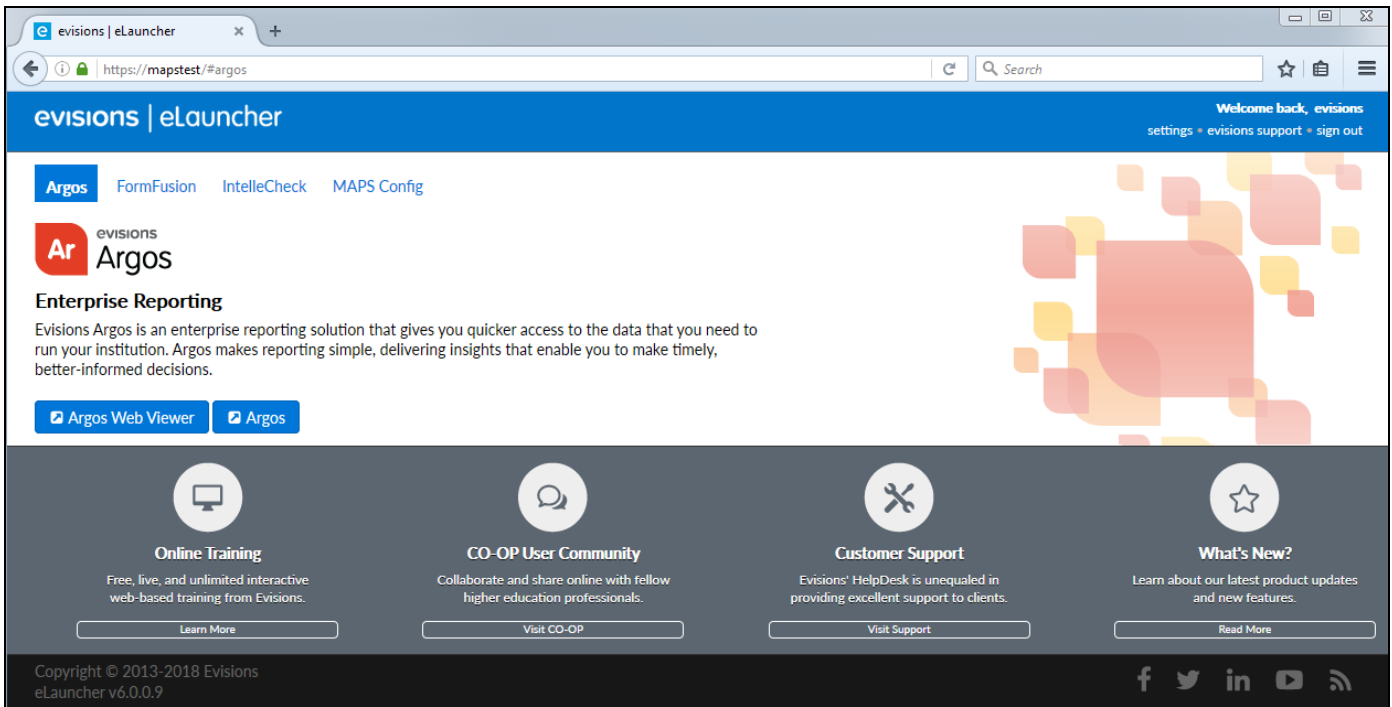 evisions | eLauncher
https://mapstest/#argos
Search
evisions | eLauncher
Welcome back, evisions
settings • evisions support • sign out
Argos FormFusion IntelleCheck MAPS Config
Ar
evisions
Argos
Enterprise Reporting
Evisions Argos is an enterprise reporting solution that gives you quicker access to the data that you need to
run your institution. Argos makes reporting simple, delivering insights that enable you to make timely,
better-informed decisions.
Argos Web Viewer Argos
Online Training
Free, live, and unlimited interactive
web-based training from Evisions.
Learn More
CO-OP User Community
Collaborate and share online with fellow
higher education professionals.
Visit CO-OP
Customer Support
Evisions' HelpDesk is unequaled in
providing excellent support to clients.
Visit Support
What's New?
Learn about our latest product updates
and new features.
Read More
Copyright © 2013-2018 Evisions
eLauncher v6.0.0.9